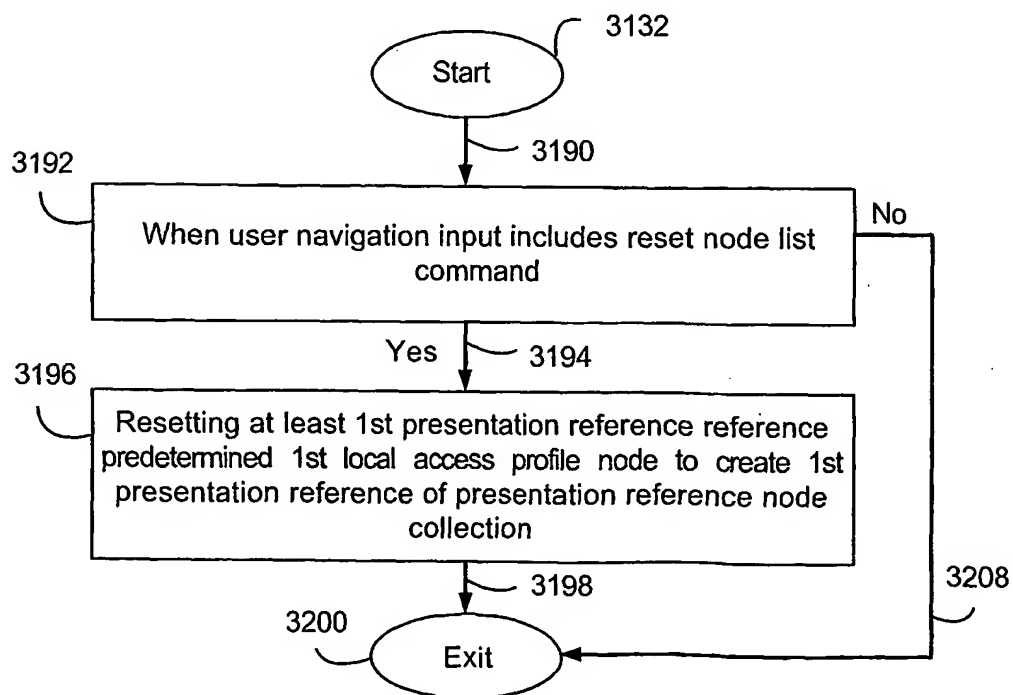 3132
Start
3190
3192
When user navigation input includes reset node list
command
No
Yes
3194
3196
Resetting at least 1st presentation reference reference
predetermined 1st local access profile node to create 1st
presentation reference of presentation reference node
collection
3198
3208
3200
Exit